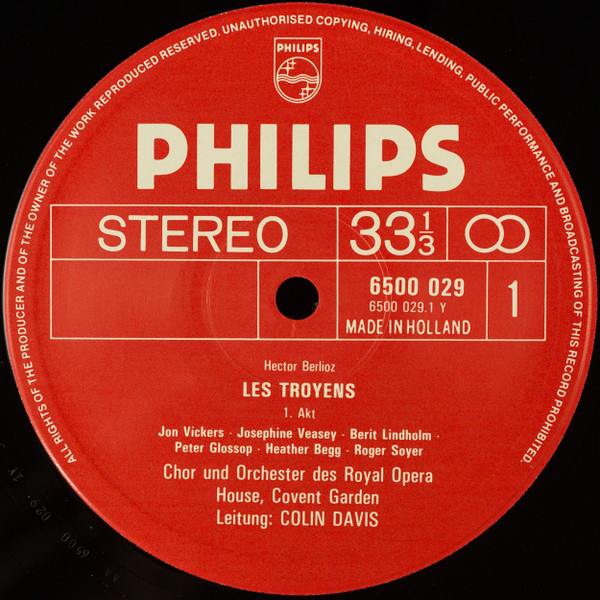 ALL RIGHTS OF THE PRODUCER AND OF THE OWNER OF THE WORK REPRODUCED RESERVED. UNAUTHORISED COPYING, HIRING, LENDING, PUBLIC PERFORMANCE AND BROADCASTING OF THIS RECORD PROHIBITED.
PHILIPS
PHILIPS
STEREO 33 1/3
6500 029
6500 029.1 Y
MADE IN HOLLAND
1
Hector Berlioz
LES TROYENS
1. Akt
Jon Vickers · Josephine Veasey · Berit Lindholm ·
Peter Glossop · Heather Begg · Roger Soyer
Chor und Orchester des Royal Opera
House, Covent Garden
Leitung: COLIN DAVIS